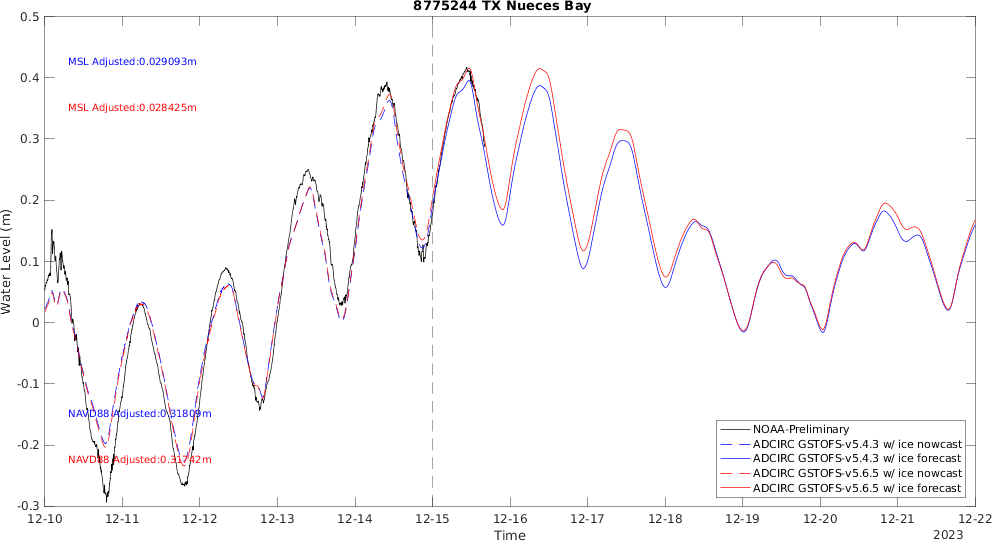 8775244 TX Nueces Bay
0.5
0.4
0.3
0.2
0.1
0
-0.1
-0.2
-0.3
Water Level (m)
MSL Adjusted:0.029093m
MSL Adjusted:0.028425m
NAVD88 Adjusted:0.31809m
NAVD88 Adjusted:0.31742m
NOAA-Preliminary
ADCIRC GSTOFS-v5.4.3 w/ ice nowcast
ADCIRC GSTOFS-v5.4.3 w/ ice forecast
ADCIRC GSTOFS-v5.6.5 w/ ice nowcast
ADCIRC GSTOFS-v5.6.5 w/ ice forecast
12-10 12-11 12-12 12-13 12-14 12-15 12-16 12-17 12-18 12-19 12-20 12-21 12-22
Time
2023